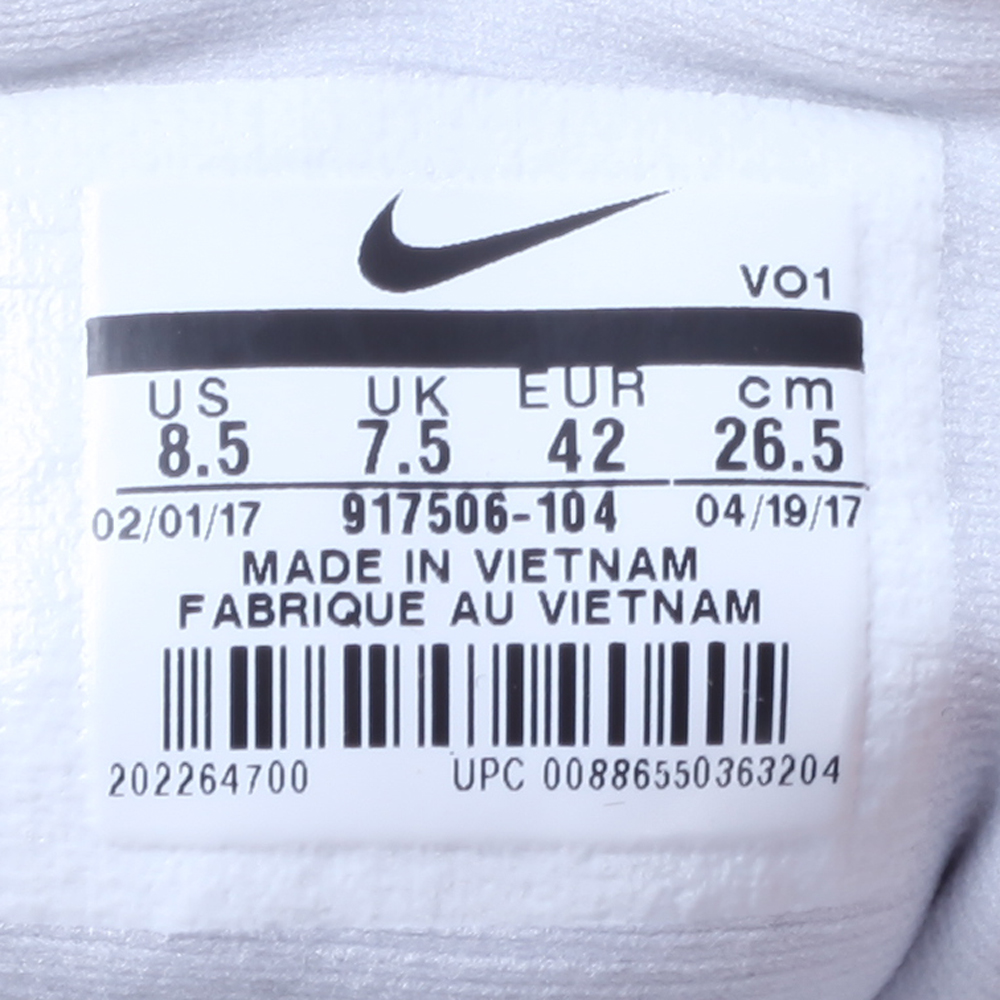 VO1
US UK EUR cm
8.5 7.5 42 26.5
02/01/17 917506-104 04/19/17
MADE IN VIETNAM
FABRIQUE AU VIETNAM
202264700 UPC 00886550363204